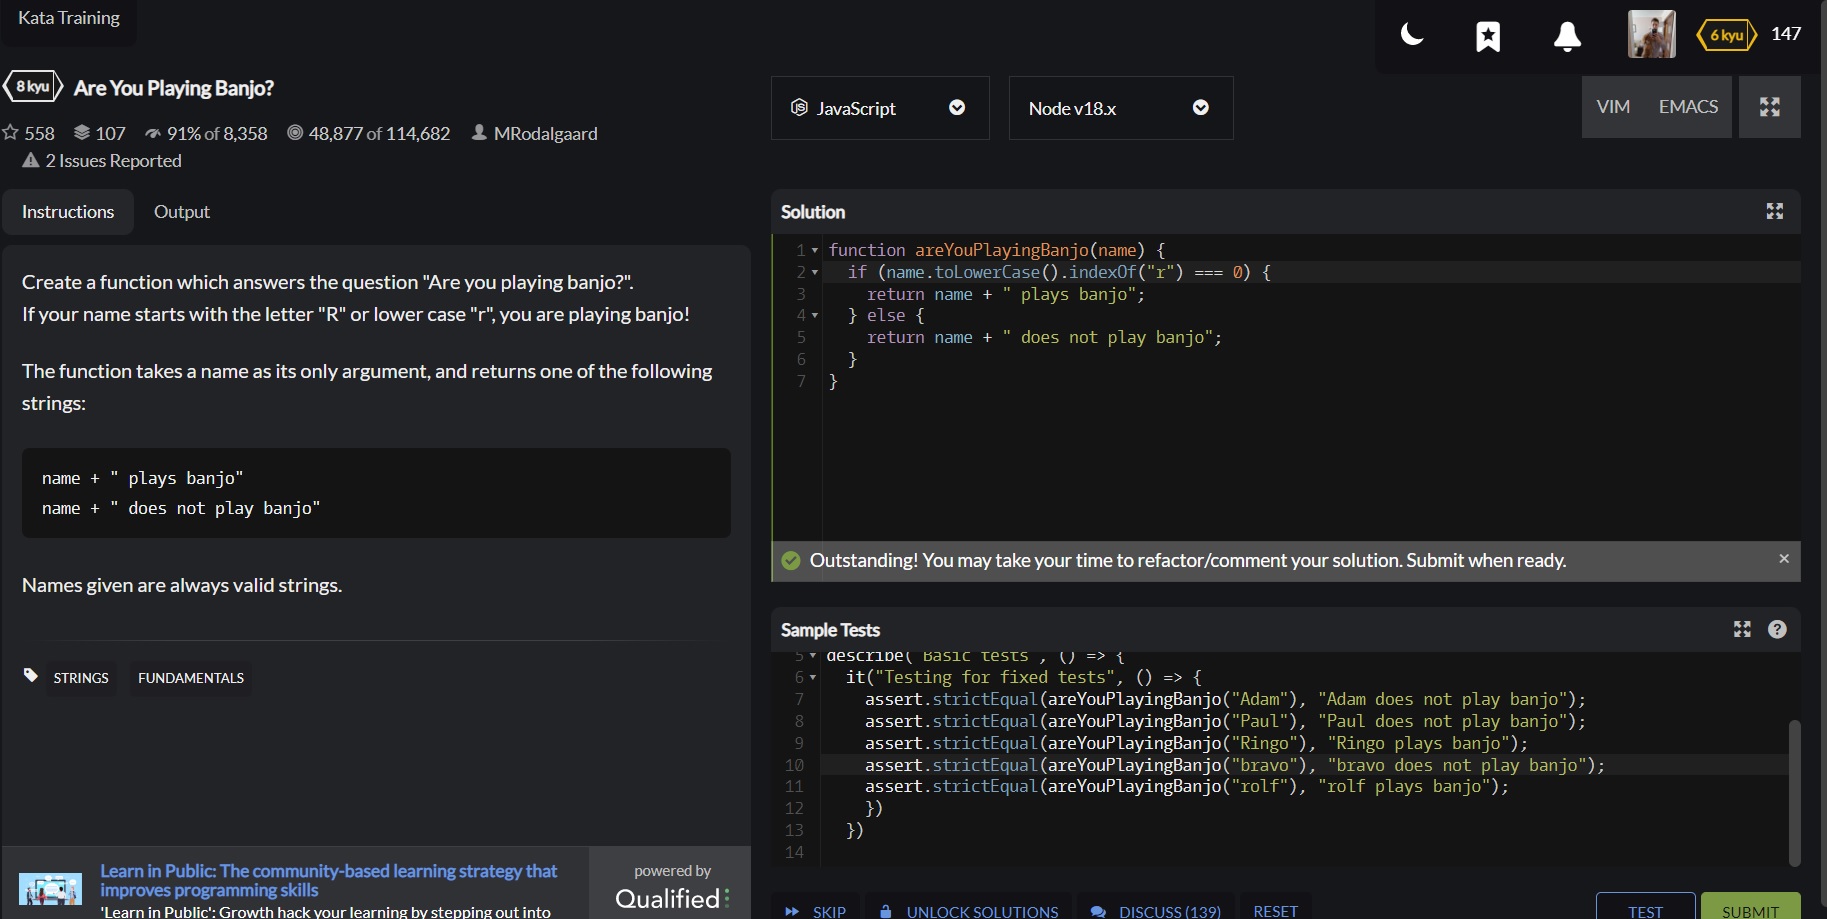 Kata Training
6 kyu 147
8 kyu Are You Playing Banjo?
558 107 91% of 8,358 48,877 of 114,682 MRodalgaard
2 Issues Reported
JavaScript Node v18.x VIM EMACS
Instructions Output
Create a function which answers the question "Are you playing banjo?".
If your name starts with the letter "R" or lower case "r", you are playing banjo!
The function takes a name as its only argument, and returns one of the following
strings:
name + " plays banjo"
name + " does not play banjo"
Names given are always valid strings.
STRINGS FUNDAMENTALS
Learn in Public: The community-based learning strategy that
improves programming skills
'Learn in Public': Growth hack your learning by stepping out into
powered by
Qualified
Solution
1 function areYouPlayingBanjo(name) {
2 if (name.toLowerCase().indexOf("r") === 0) {
3 return name + " plays banjo";
4 } else {
5 return name + " does not play banjo";
6 }
7 }
Outstanding! You may take your time to refactor/comment your solution. Submit when ready.
Sample Tests
5 describe("Basic tests", () => {
6 it("Testing for fixed tests", () => {
7 assert.strictEqual(areYouPlayingBanjo("Adam"), "Adam does not play banjo");
8 assert.strictEqual(areYouPlayingBanjo("Paul"), "Paul does not play banjo");
9 assert.strictEqual(areYouPlayingBanjo("Ringo"), "Ringo plays banjo");
10 assert.strictEqual(areYouPlayingBanjo("bravo"), "bravo does not play banjo");
11 assert.strictEqual(areYouPlayingBanjo("rolf"), "rolf plays banjo");
12 })
13 })
14
SKIP UNLOCK SOLUTIONS DISCUSS (139) RESET TEST SUBMIT